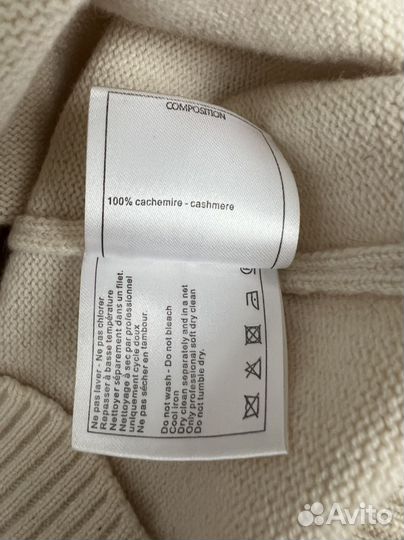 COMPOSITION
100% cachemire - cashmere
Ne pas laver - Ne pas chlorer
Repasser à basse température
Nettoyer séparement dans un filet.
Nettoyage à sec par professionnel
uniquement cycle doux
Ne pas sécher en tambour.
Do not wash - Do not bleach
Cool iron
Dry clean separately and in a net
Only professional soft dry clean
Do not tumble dry.
Avito